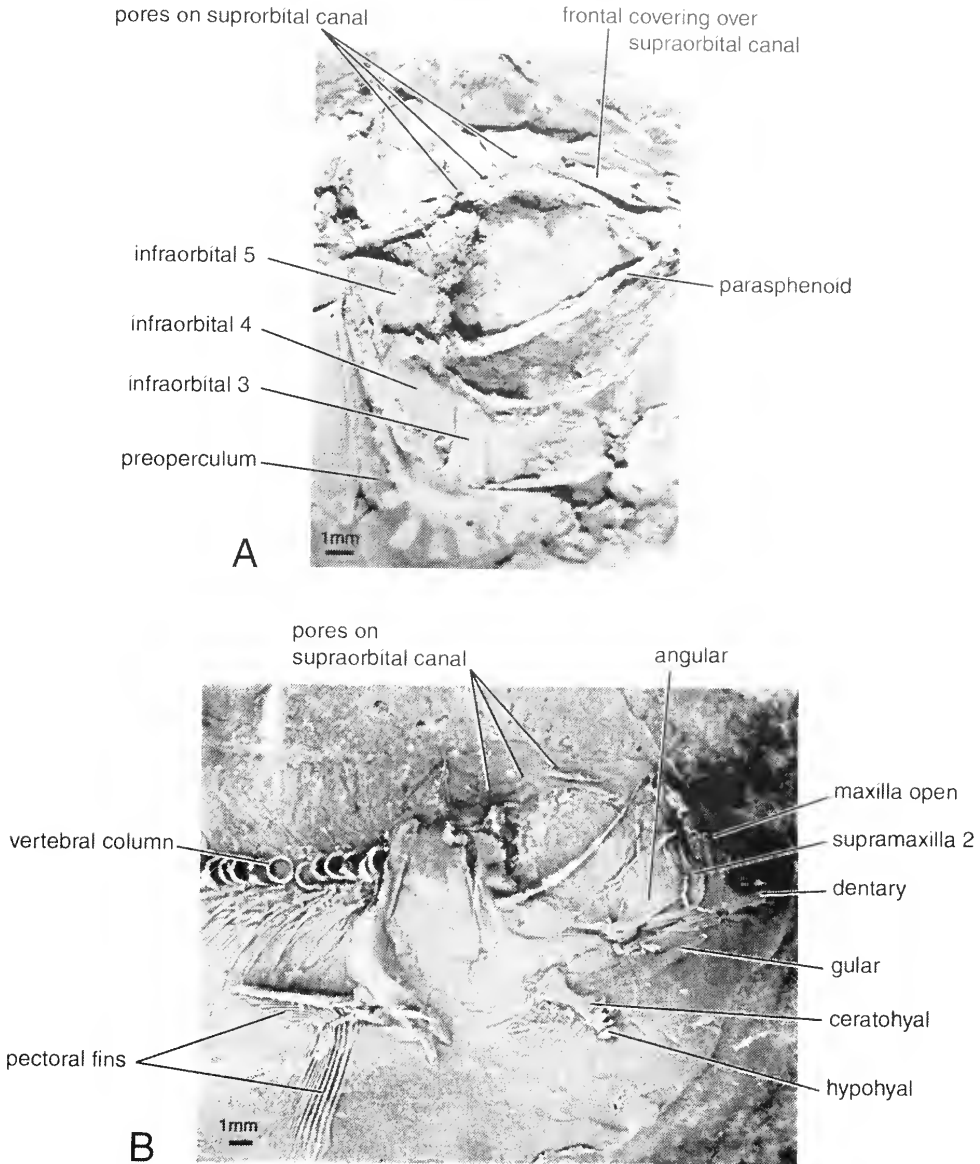 pores on suprorbital canal
frontal covering over
supraorbital canal
infraorbital 5
parasphenoid
infraorbital 4
infraorbital 3
preoperculum
1mm
A
pores on
supraorbital canal
angular
maxilla open
vertebral column
supramaxilla 2
dentary
gular
ceratohyal
pectoral fins
hypohyal
1mm
B